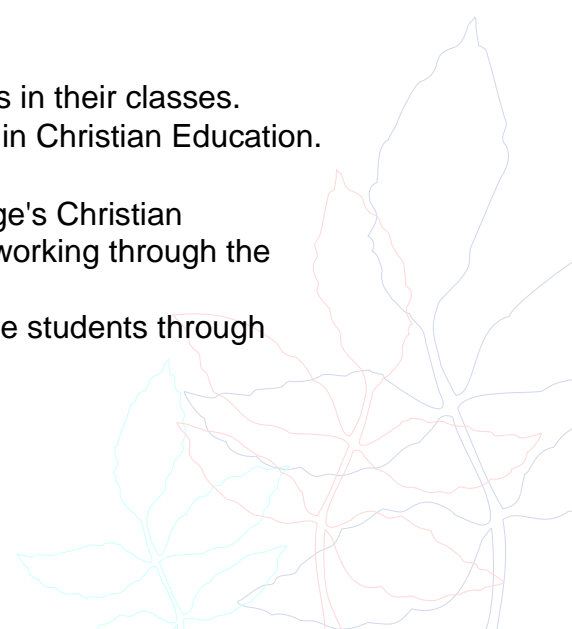 s in their classes.
in Christian Education.
ge's Christian
working through the
e students through